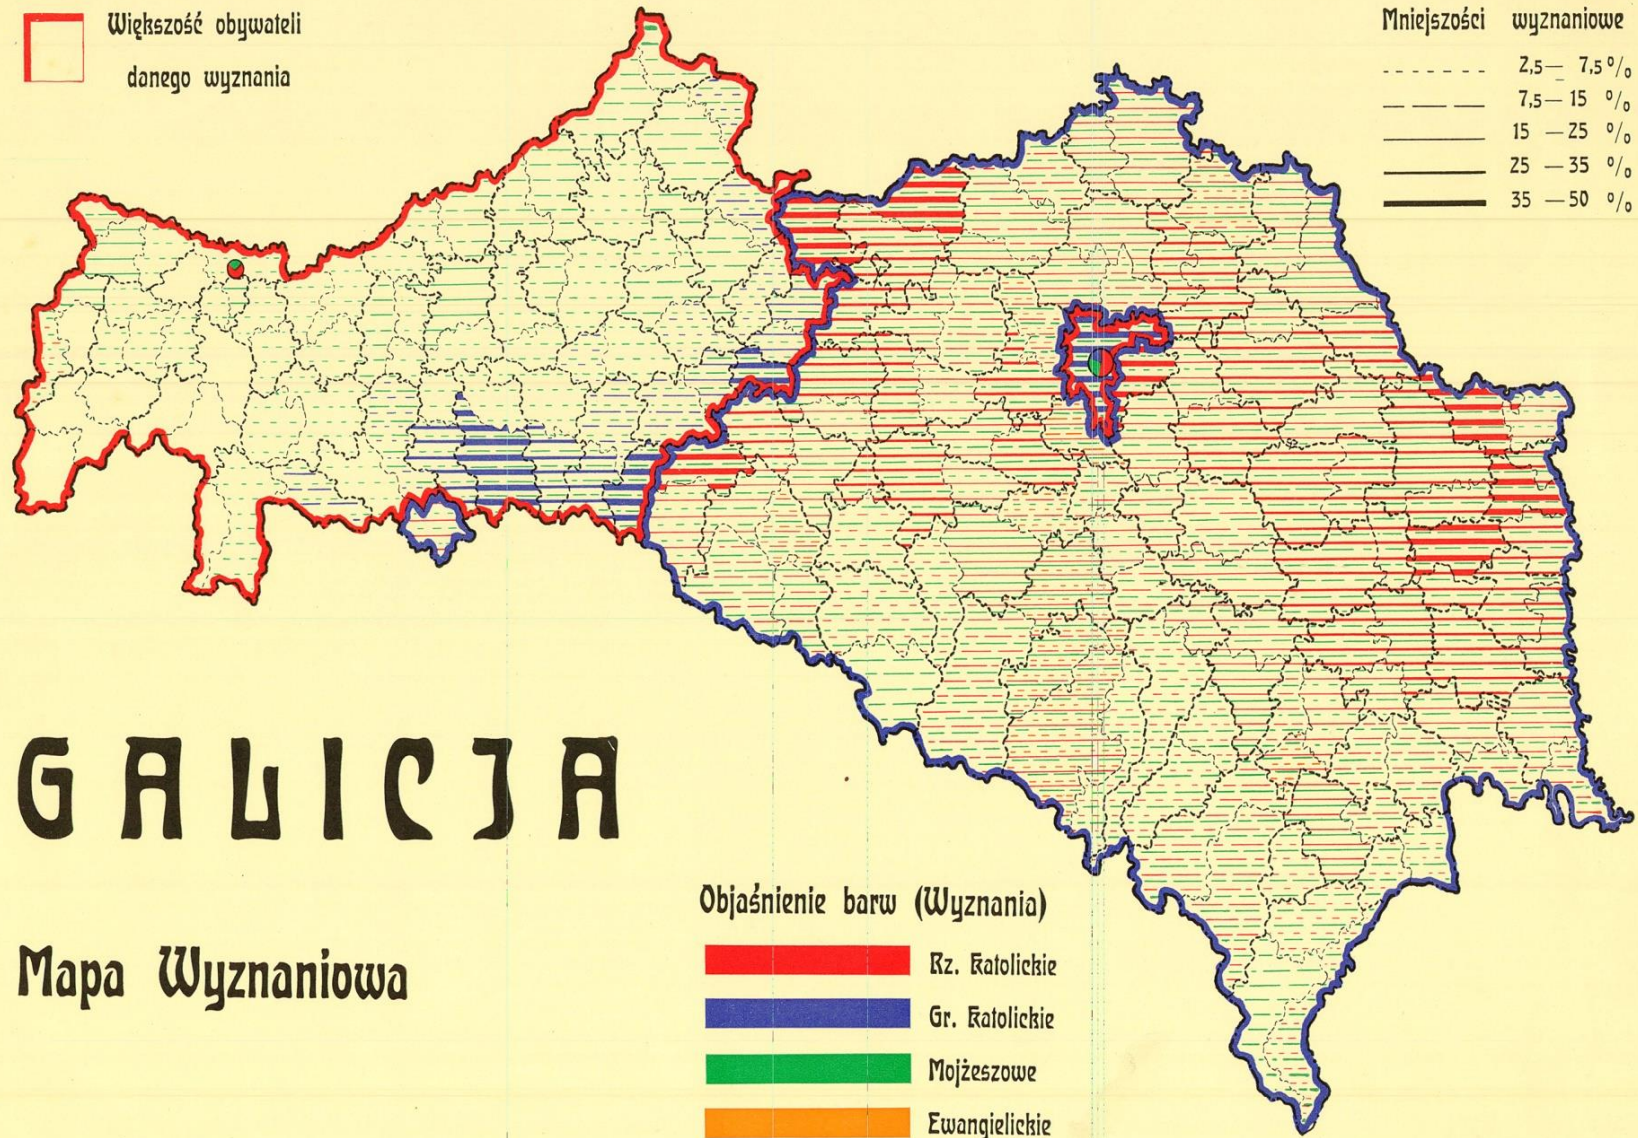 Większość obywateli
danego wyznania
Mniejszości wyznaniowe
2,5 — 7,5 %
7,5 — 15 %
15 — 25 %
25 — 35 %
35 — 50 %
GALICJA
Mapa Wyznaniowa
Objaśnienie barw (Wyznania)
Rz. Katolickie
Gr. Katolickie
Mojżeszowe
Ewangielickie